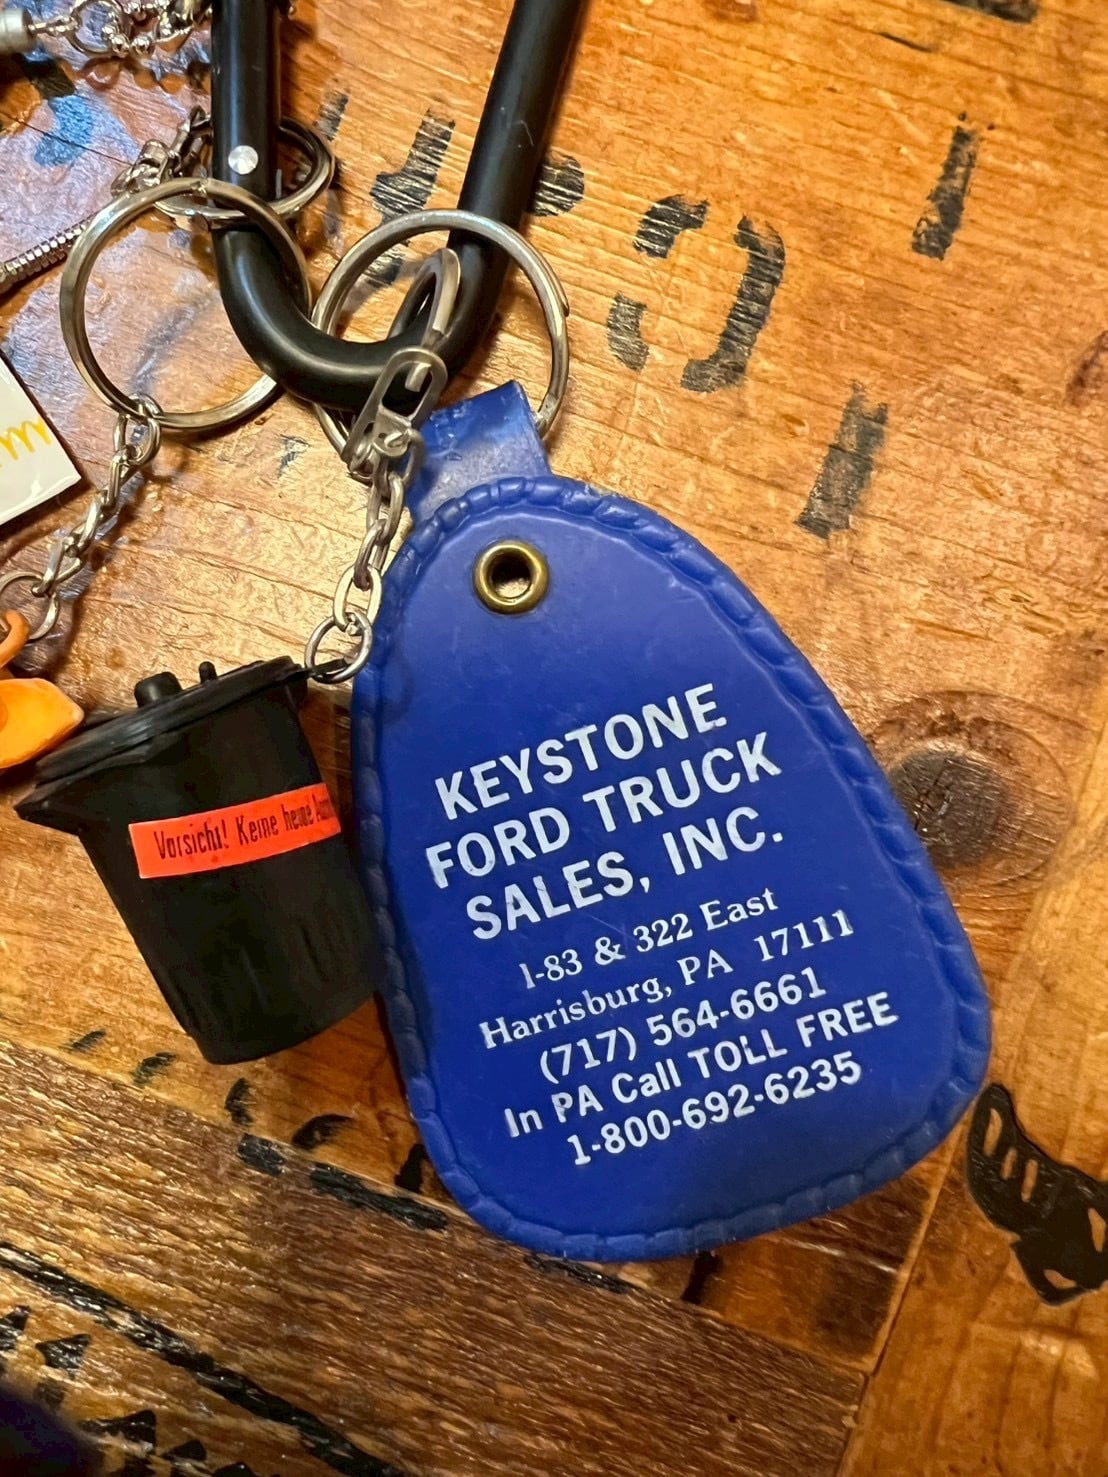 KEYSTONE
FORD TRUCK
SALES, INC.
I-83 & 322 East
Harrisburg, PA 17111
(717) 564-6661
In PA Call TOLL FREE
1-800-692-6235
Vorsicht! Keine heiße